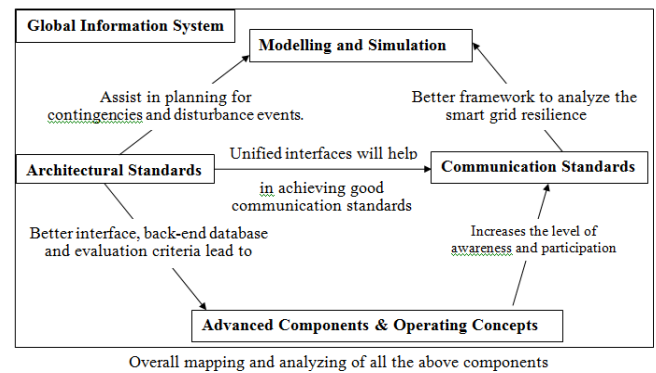 Global Information System
Modelling and Simulation
Assist in planning for
contingencies and disturbance events.
Better framework to analyze the
smart grid resilience
Architectural Standards
Unified interfaces will help
in achieving good
communication standards
Communication Standards
Better interface, back-end database
and evaluation criteria lead to
Increases the level of
awareness and participation
Advanced Components & Operating Concepts
Overall mapping and analyzing of all the above components